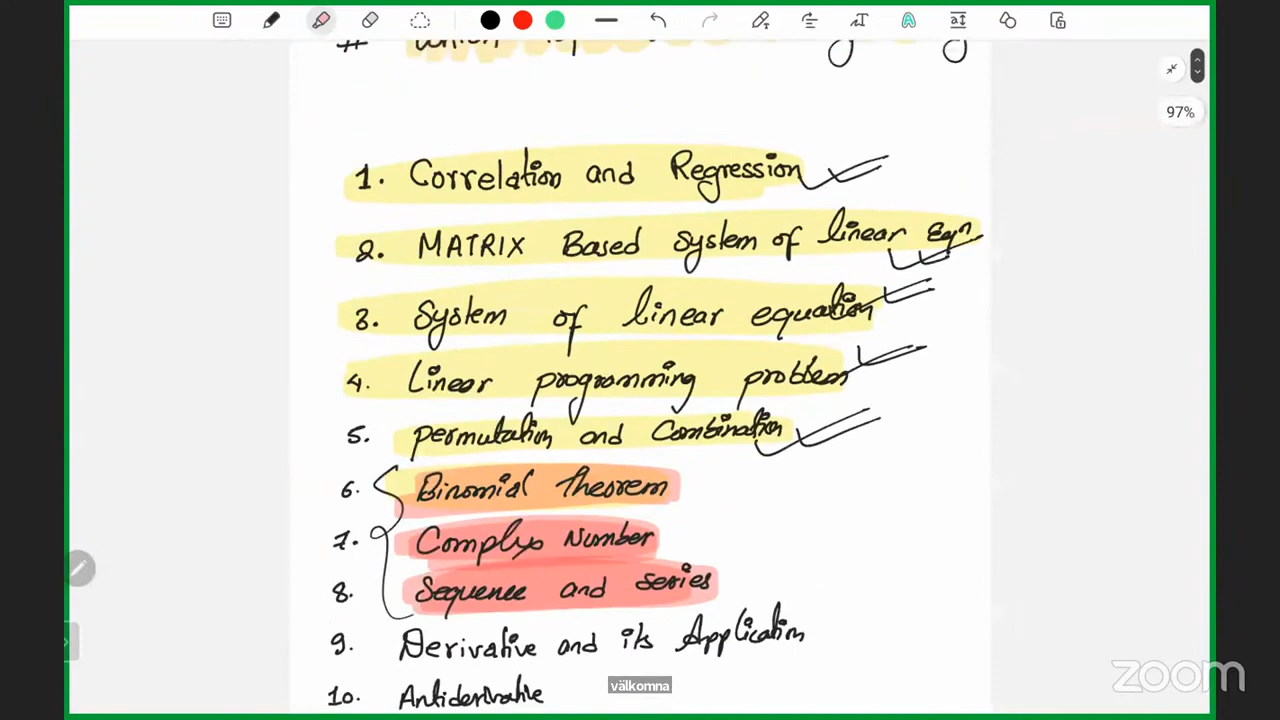 97%
#
1. Correlation and Regression
2. MATRIX Based System of linear Eqn
3. System of linear equation
4. Linear programming problem
5. Permutation and Combination
6. Binomial Theorem
7. Complex Number
8. Sequence and series
9. Derivative and its Application
10. Antiderivative
välkomna
zoom